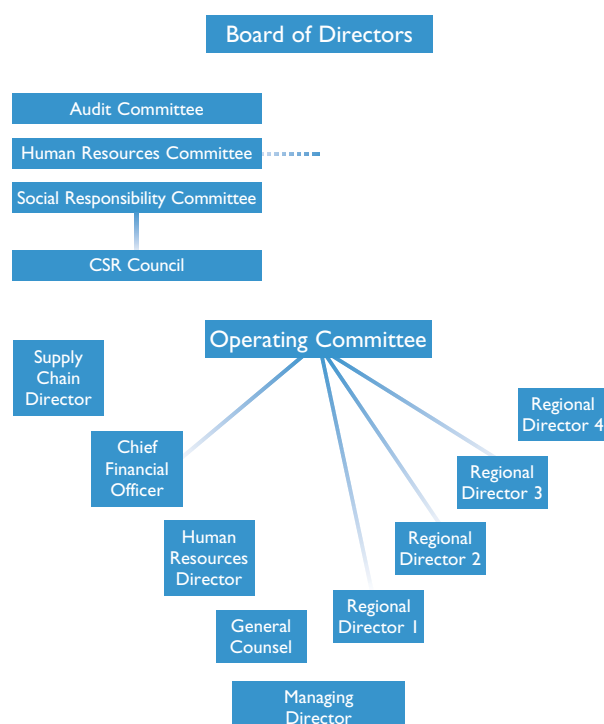 Board of Directors
Audit Committee
Human Resources Committee
Social Responsibility Committee
CSR Council
Operating Committee
Supply
Chain
Director
Regional
Director 4
Chief
Financial
Officer
Regional
Director 3
Human
Resources
Director
Regional
Director 2
Regional
Director 1
General
Counsel
Managing
Director